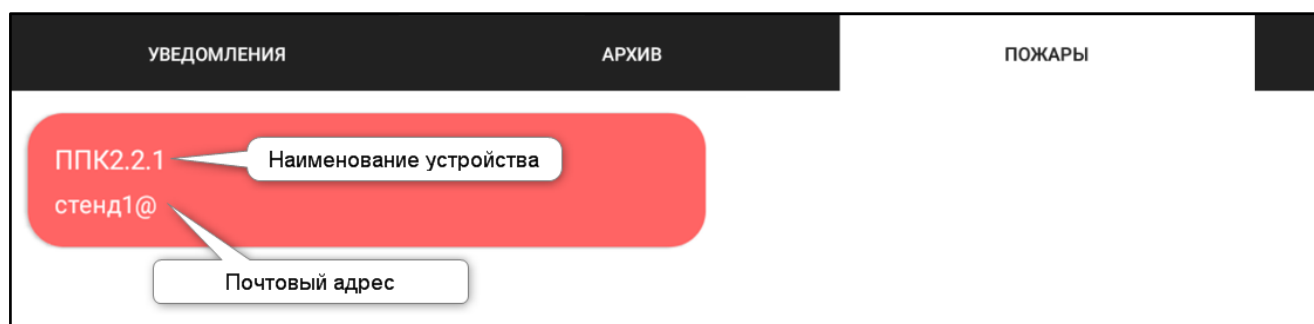 УВЕДОМЛЕНИЯ
АРХИВ
ПОЖАРЫ
ППК2.2.1
Наименование устройства
стенд1@
Почтовый адрес